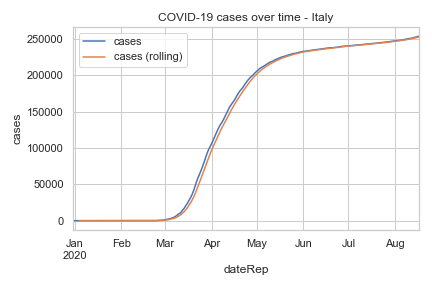 COVID-19 cases over time - Italy
cases
cases (rolling)
250000
200000
150000
100000
50000
0
cases
Jan Feb Mar Apr May Jun Jul Aug
2020
dateRep